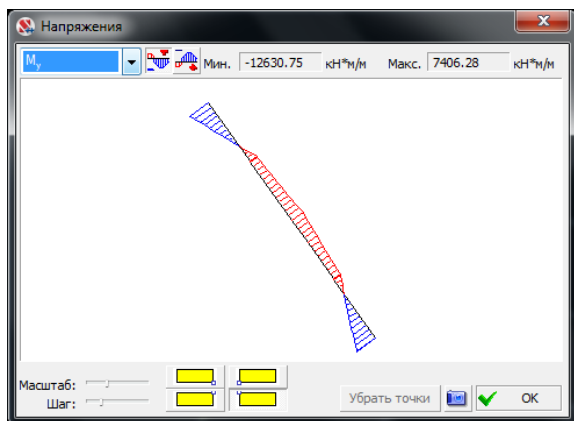 Напряжения
My Мин. -12630.75 кН*м/м Макс. 7406.28 кН*м/м
Масштаб:
Шаг:
Убрать точки OK